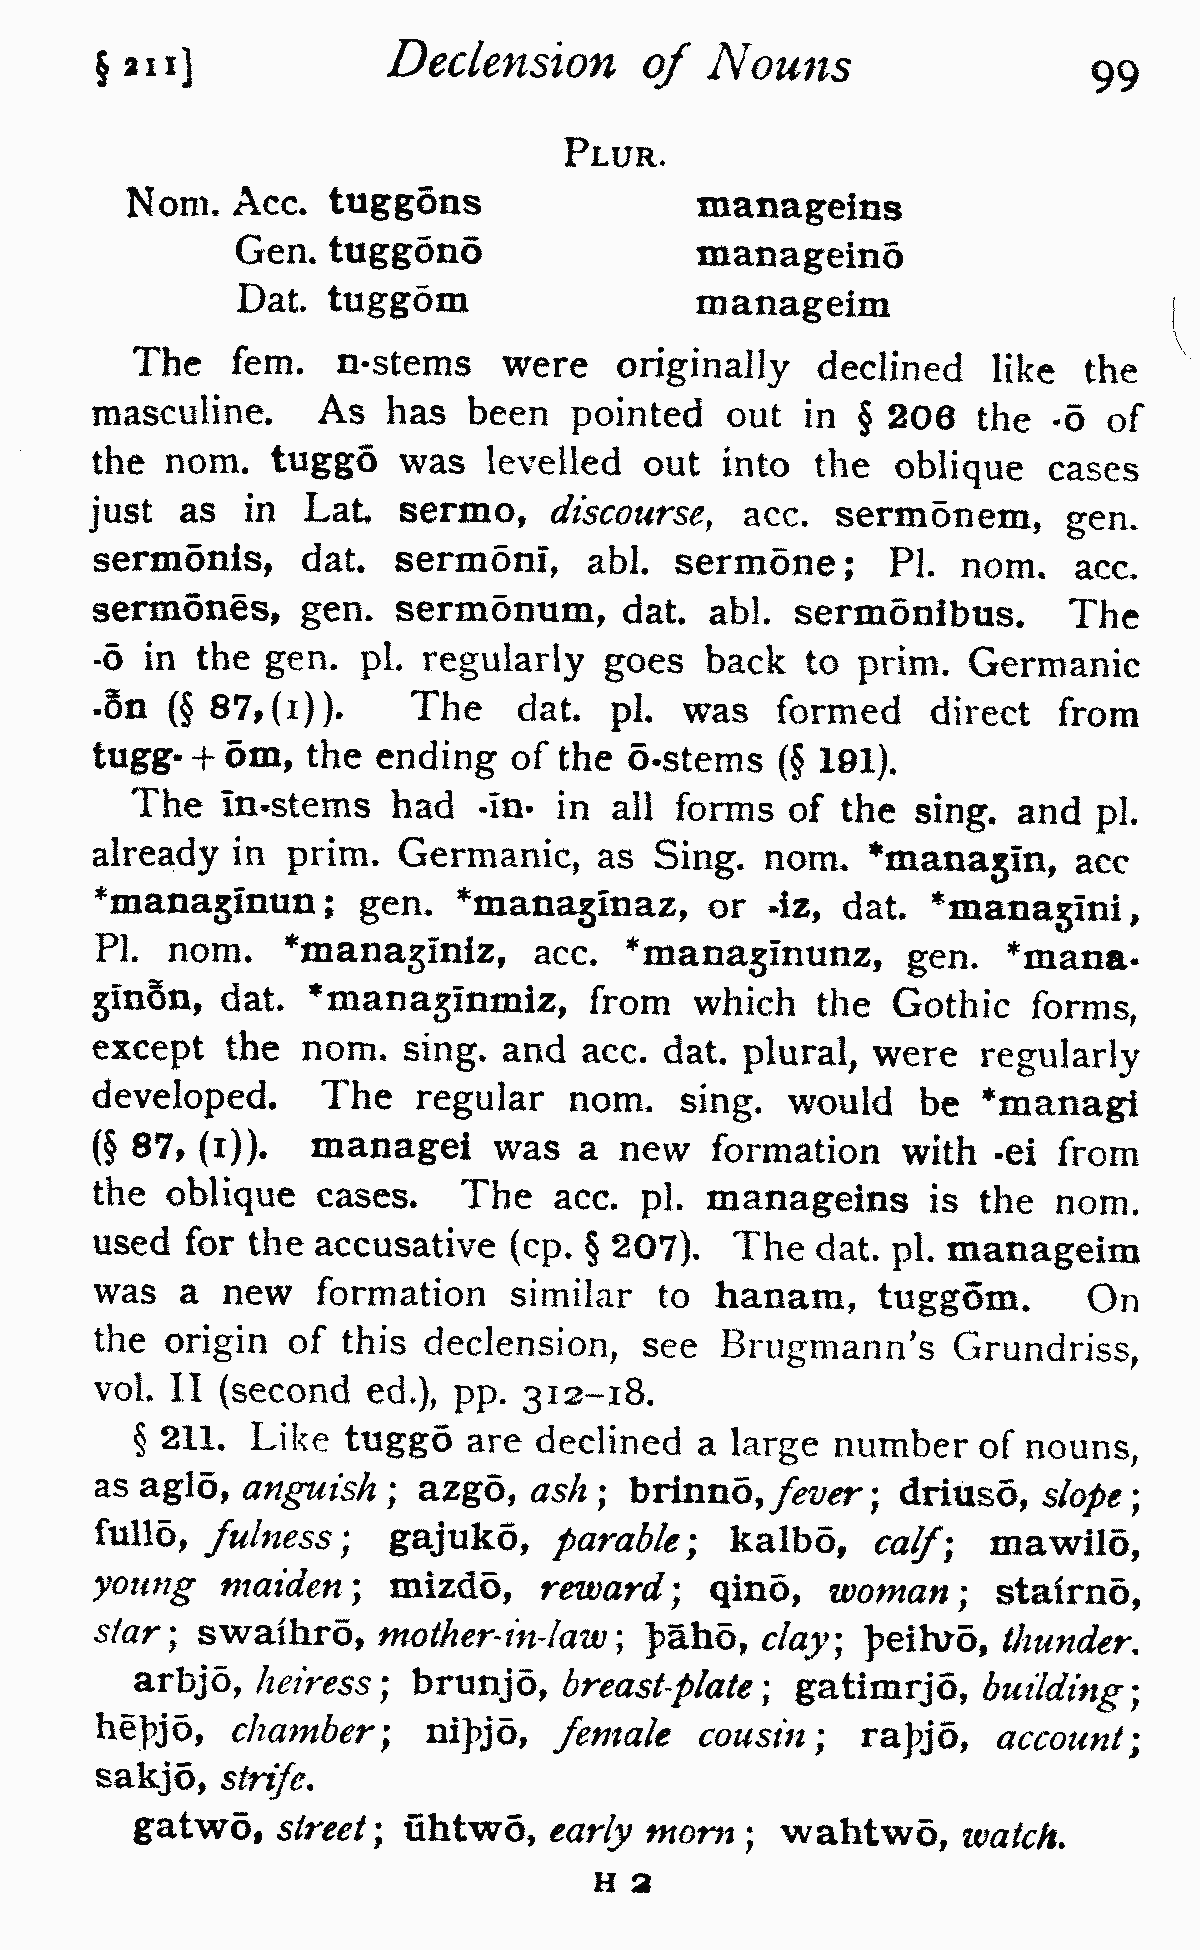 § 211] Declension of Nouns 99
PLUR.
Nom. Acc. tuggōns manageins
Gen. tuggōnō manageinō
Dat. tuggōm manageim
The fem. n-stems were originally declined like the
masculine. As has been pointed out in § 206 the -ō of
the nom. tuggō was levelled out into the oblique cases
just as in Lat. sermo, discourse, acc. sermōnem, gen.
sermōnis, dat. sermōnī, abl. sermōne; Pl. nom. acc.
sermōnēs, gen. sermōnum, dat. abl. sermōnibus. The
-ō in the gen. pl. regularly goes back to prim. Germanic
-ō̃n (§ 87,(1)). The dat. pl. was formed direct from
tugg- + ōm, the ending of the ō-stems (§ 191).
The īn-stems had -īn- in all forms of the sing. and pl.
already in prim. Germanic, as Sing. nom. *managīn, acc
*managīnun; gen. *managīnaz, or -iz, dat. *managīni,
Pl. nom. *managīniz, acc. *managīnunz, gen. *mana-
gīnō̃n, dat. *managīnmiz, from which the Gothic forms,
except the nom. sing. and acc. dat. plural, were regularly
developed. The regular nom. sing. would be *managi
(§ 87, (1)). managei was a new formation with -ei from
the oblique cases. The acc. pl. manageins is the nom.
used for the accusative (cp. § 207). The dat. pl. manageim
was a new formation similar to hanam, tuggōm. On
the origin of this declension, see Brugmann's Grundriss,
vol. II (second ed.), pp. 312–18.
§ 211. Like tuggō are declined a large number of nouns,
as aglō, anguish; azgō, ash; brinnō, fever; driusō, slope;
fullō, fulness; gajukō, parable; kalbō, calf; mawilō,
young maiden; mizdō, reward; qinō, woman; staírnō,
star; swaíhrō, mother-in-law; þāhō, clay; þeiƕō, thunder.
arbjō, heiress; brunjō, breast-plate; gatimrjō, building;
hēþjō, chamber; niþjō, female cousin; raþjō, account;
sakjō, strife.
gatwō, street; ūhtwō, early morn; wahtwō, watch.
H 2